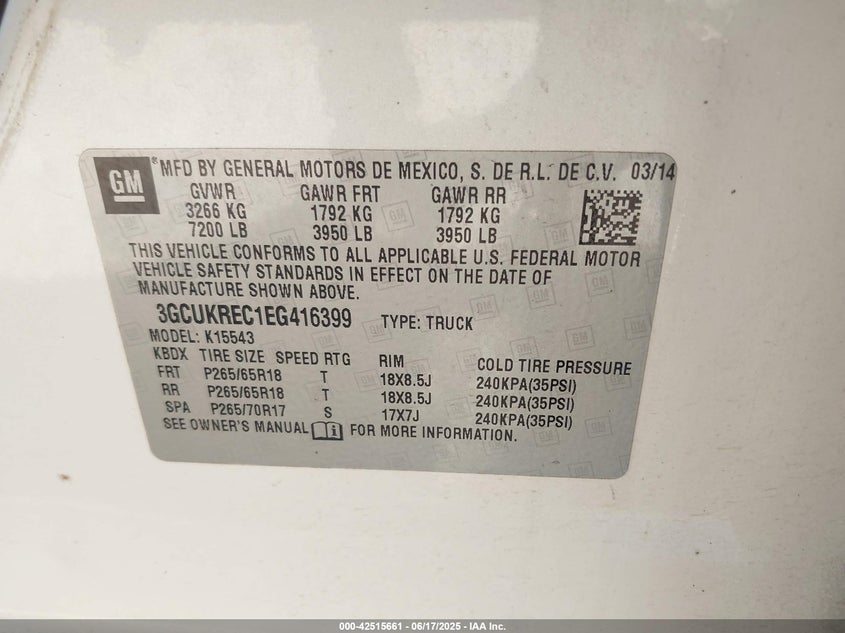 GM
® MFD BY GENERAL MOTORS DE MEXICO, S. DE R.L. DE C.V. 03/14
GVWR GAWR FRT GAWR RR
3266 KG 1792 KG 1792 KG
7200 LB 3950 LB 3950 LB
THIS VEHICLE CONFORMS TO ALL APPLICABLE U.S. FEDERAL MOTOR
VEHICLE SAFETY STANDARDS IN EFFECT ON THE DATE OF
MANUFACTURE SHOWN ABOVE.
3GCUKREC1EG416399 TYPE: TRUCK
MODEL: K15543
KBDX TIRE SIZE SPEED RTG RIM COLD TIRE PRESSURE
FRT P265/65R18 T 18X8.5J 240KPA(35PSI)
RR P265/65R18 T 18X8.5J 240KPA(35PSI)
SPA P265/70R17 S 17X7J 240KPA(35PSI)
SEE OWNER'S MANUAL FOR MORE INFORMATION.
000-42515661 - 06/17/2025 - IAA Inc.